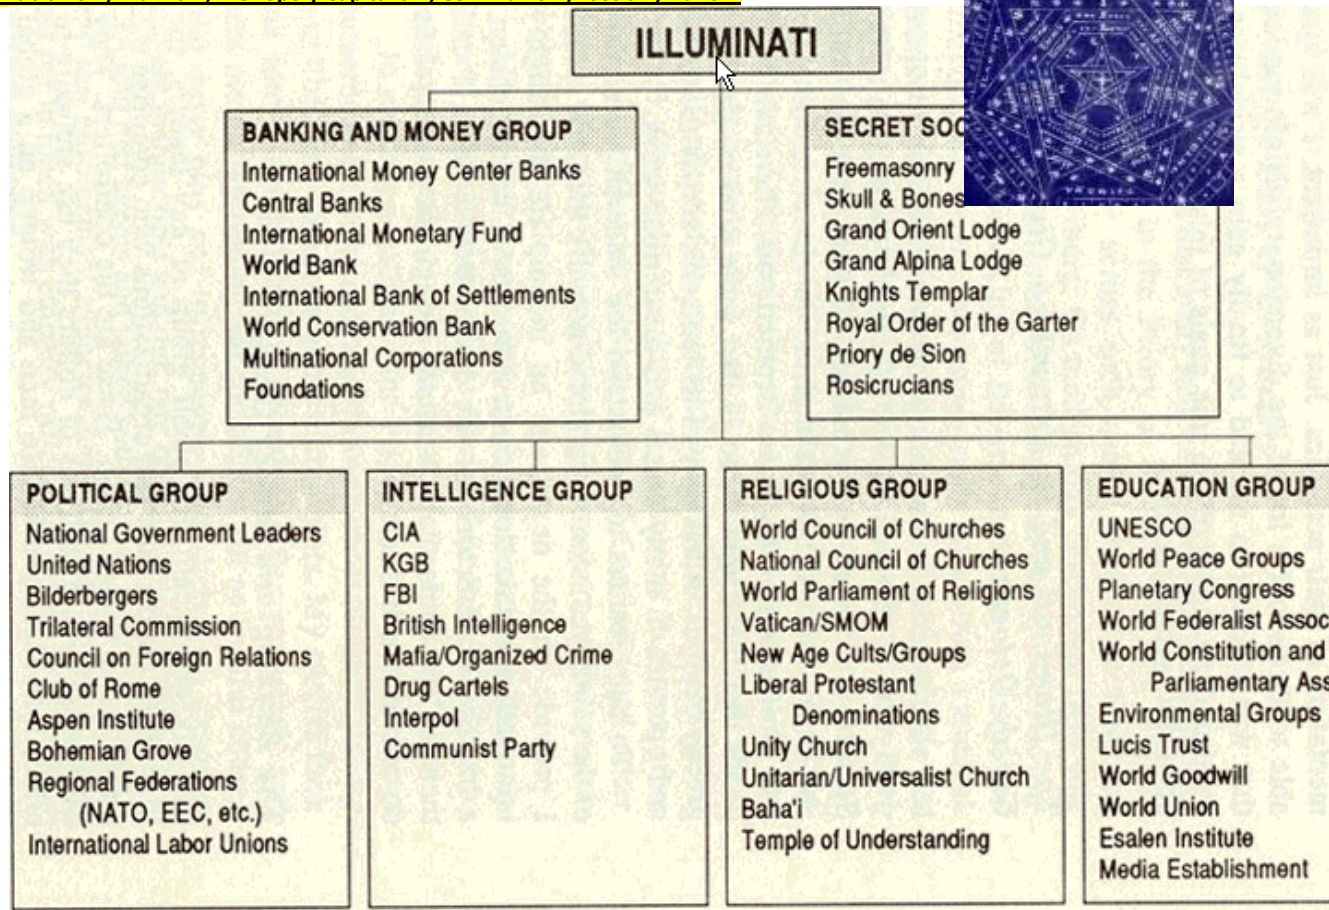 ILLUMINATI
BANKING AND MONEY GROUP
International Money Center Banks
Central Banks
International Monetary Fund
World Bank
International Bank of Settlements
World Conservation Bank
Multinational Corporations
Foundations
SECRET SOC
Freemasonry
Skull & Bones
Grand Orient Lodge
Grand Alpina Lodge
Knights Templar
Royal Order of the Garter
Priory de Sion
Rosicrucians
POLITICAL GROUP
National Government Leaders
United Nations
Bilderbergers
Trilateral Commission
Council on Foreign Relations
Club of Rome
Aspen Institute
Bohemian Grove
Regional Federations
(NATO, EEC, etc.)
International Labor Unions
INTELLIGENCE GROUP
CIA
KGB
FBI
British Intelligence
Mafia/Organized Crime
Drug Cartels
Interpol
Communist Party
RELIGIOUS GROUP
World Council of Churches
National Council of Churches
World Parliament of Religions
Vatican/SMOM
New Age Cults/Groups
Liberal Protestant
Denominations
Unity Church
Unitarian/Universalist Church
Baha'i
Temple of Understanding
EDUCATION GROUP
UNESCO
World Peace Groups
Planetary Congress
World Federalist Assoc
World Constitution and
Parliamentary Ass
Environmental Groups
Lucis Trust
World Goodwill
World Union
Esalen Institute
Media Establishment